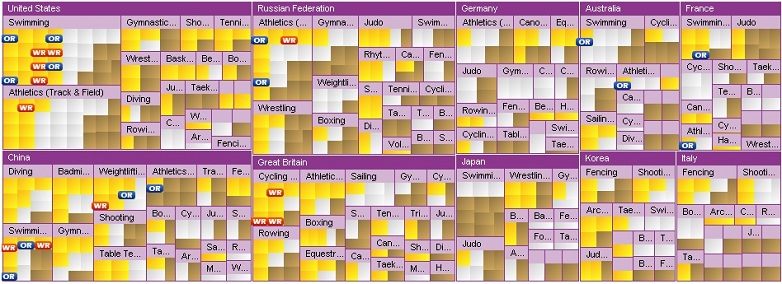 United States
Swimming
Gymnastic...
Sho...
Tenni...
OR
OR
WR
WR
WR
WR
OR
OR
Wrest...
Bask...
Be...
Bo...
Diving
Ju...
Taek...
Rowi...
C...
W...
Ar...
Fenci...
Athletics (Track & Field)
WR
Russian Federation
Athletics (...
Gymna...
Judo
Swim...
OR
WR
OR
Rhyt...
Ca...
Fen...
Weightli...
S...
Tenni...
Cycli...
Wrestling
Boxing
Di...
Ta...
T...
B...
Vol...
B...
S...
Germany
Athletics (...
Cano...
Eq...
Judo
Gym...
C...
C...
Rowin...
Fen...
Be...
H...
Cyclin...
Tabl...
Swi...
Tae...
Australia
Swimming
Cycli...
OR
Rowi...
Athleti...
OR
Ca...
Sailin...
Cy...
Div...
France
Swimmin...
Judo
OR
Cyc...
Sho...
Taek...
Te...
B...
Can...
Cy...
Athl...
Ha...
Wrest...
OR
China
Diving
Badmi...
Weightlifti...
Athletics...
Tra...
Fe...
OR
OR
WR
Shooting
Bo...
Cy...
Ju...
S...
Swimmi...
Gymn...
WR
OR
WR
OR
Table Te...
Ta...
Ar...
Sa...
R...
M...
W...
Great Britain
Cycling ...
Athletic...
Sailing
Gy...
Cy...
WR
WR
WR
Boxing
S...
Ten...
Tri...
Ju...
Rowing
Can...
Sh...
Di...
Equestr...
Taek...
M...
H...
Japan
Swimmi...
Wrestlin...
Gy...
B...
Ba...
Fe...
Judo
Fo...
Ta...
A...
Korea
Fencing
Shooti...
Arc...
Tae...
Swi...
Jud...
B...
T...
B...
F...
Italy
Fencing
Shooti...
Bo...
Arc...
C...
R...
J...
Ta...